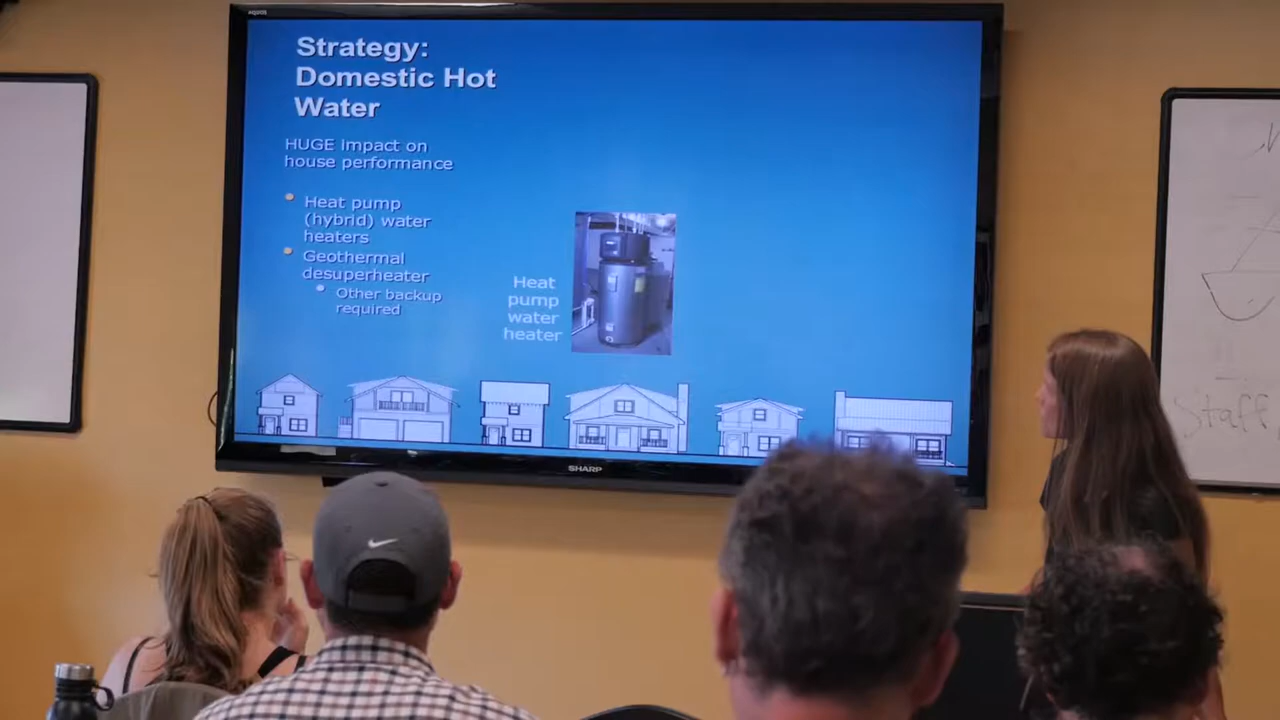 Strategy:
Domestic Hot
Water
HUGE impact on
house performance
Heat pump
(hybrid) water
heaters
Geothermal
desuperheater
Other backup
required
Heat
pump
water
heater
SHARP
Staff